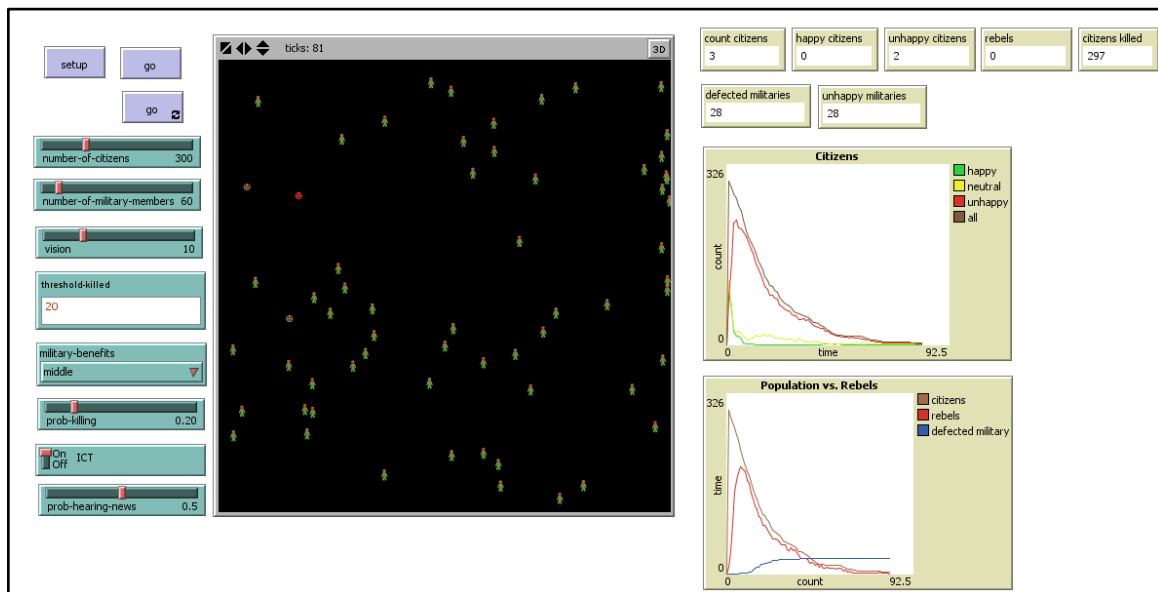 setup
go
go
number-of-citizens 300
number-of-military-members 60
vision 10
threshold-killed
20
military-benefits
middle
prob-killing 0.20
On
Off
ICT
prob-hearing-news 0.5
ticks: 81
3D
count citizens
3
happy citizens
0
unhappy citizens
2
rebels
0
citizens killed
297
defected militaries
28
unhappy militaries
28
Citizens
326
count
0
0
time
92.5
happy
neutral
unhappy
all
Population vs. Rebels
326
time
0
0
count
92.5
citizens
rebels
defected military